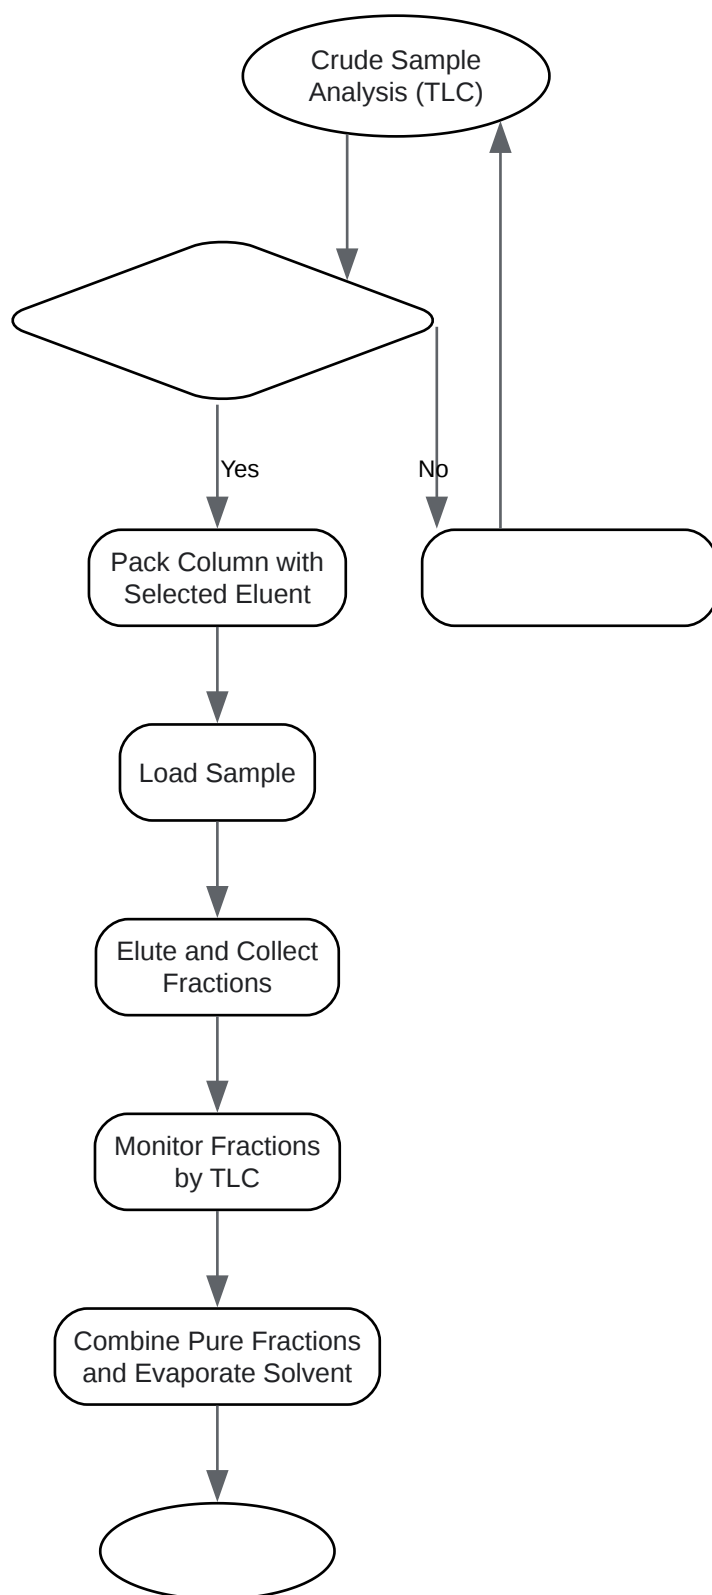 Crude Sample
Analysis (TLC)
Yes
No
Pack Column with
Selected Eluent
Load Sample
Elute and Collect
Fractions
Monitor Fractions
by TLC
Combine Pure Fractions
and Evaporate Solvent